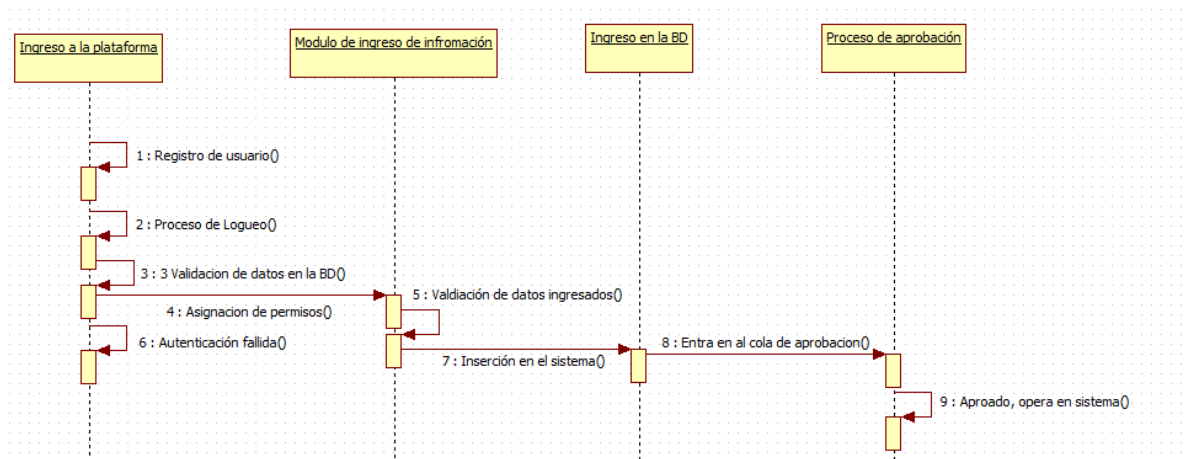 Ingreso a la plataforma
Modulo de ingreso de infromación
Ingreso en la BD
Proceso de aprobación
1 : Registro de usuario()
2 : Proceso de Logueo()
3 : 3 Validacion de datos en la BD()
4 : Asignacion de permisos()
5 : Valdiación de datos ingresados()
6 : Autenticación fallida()
7 : Inserción en el sistema()
8 : Entra en al cola de aprobacion()
9 : Aproado, opera en sistema()